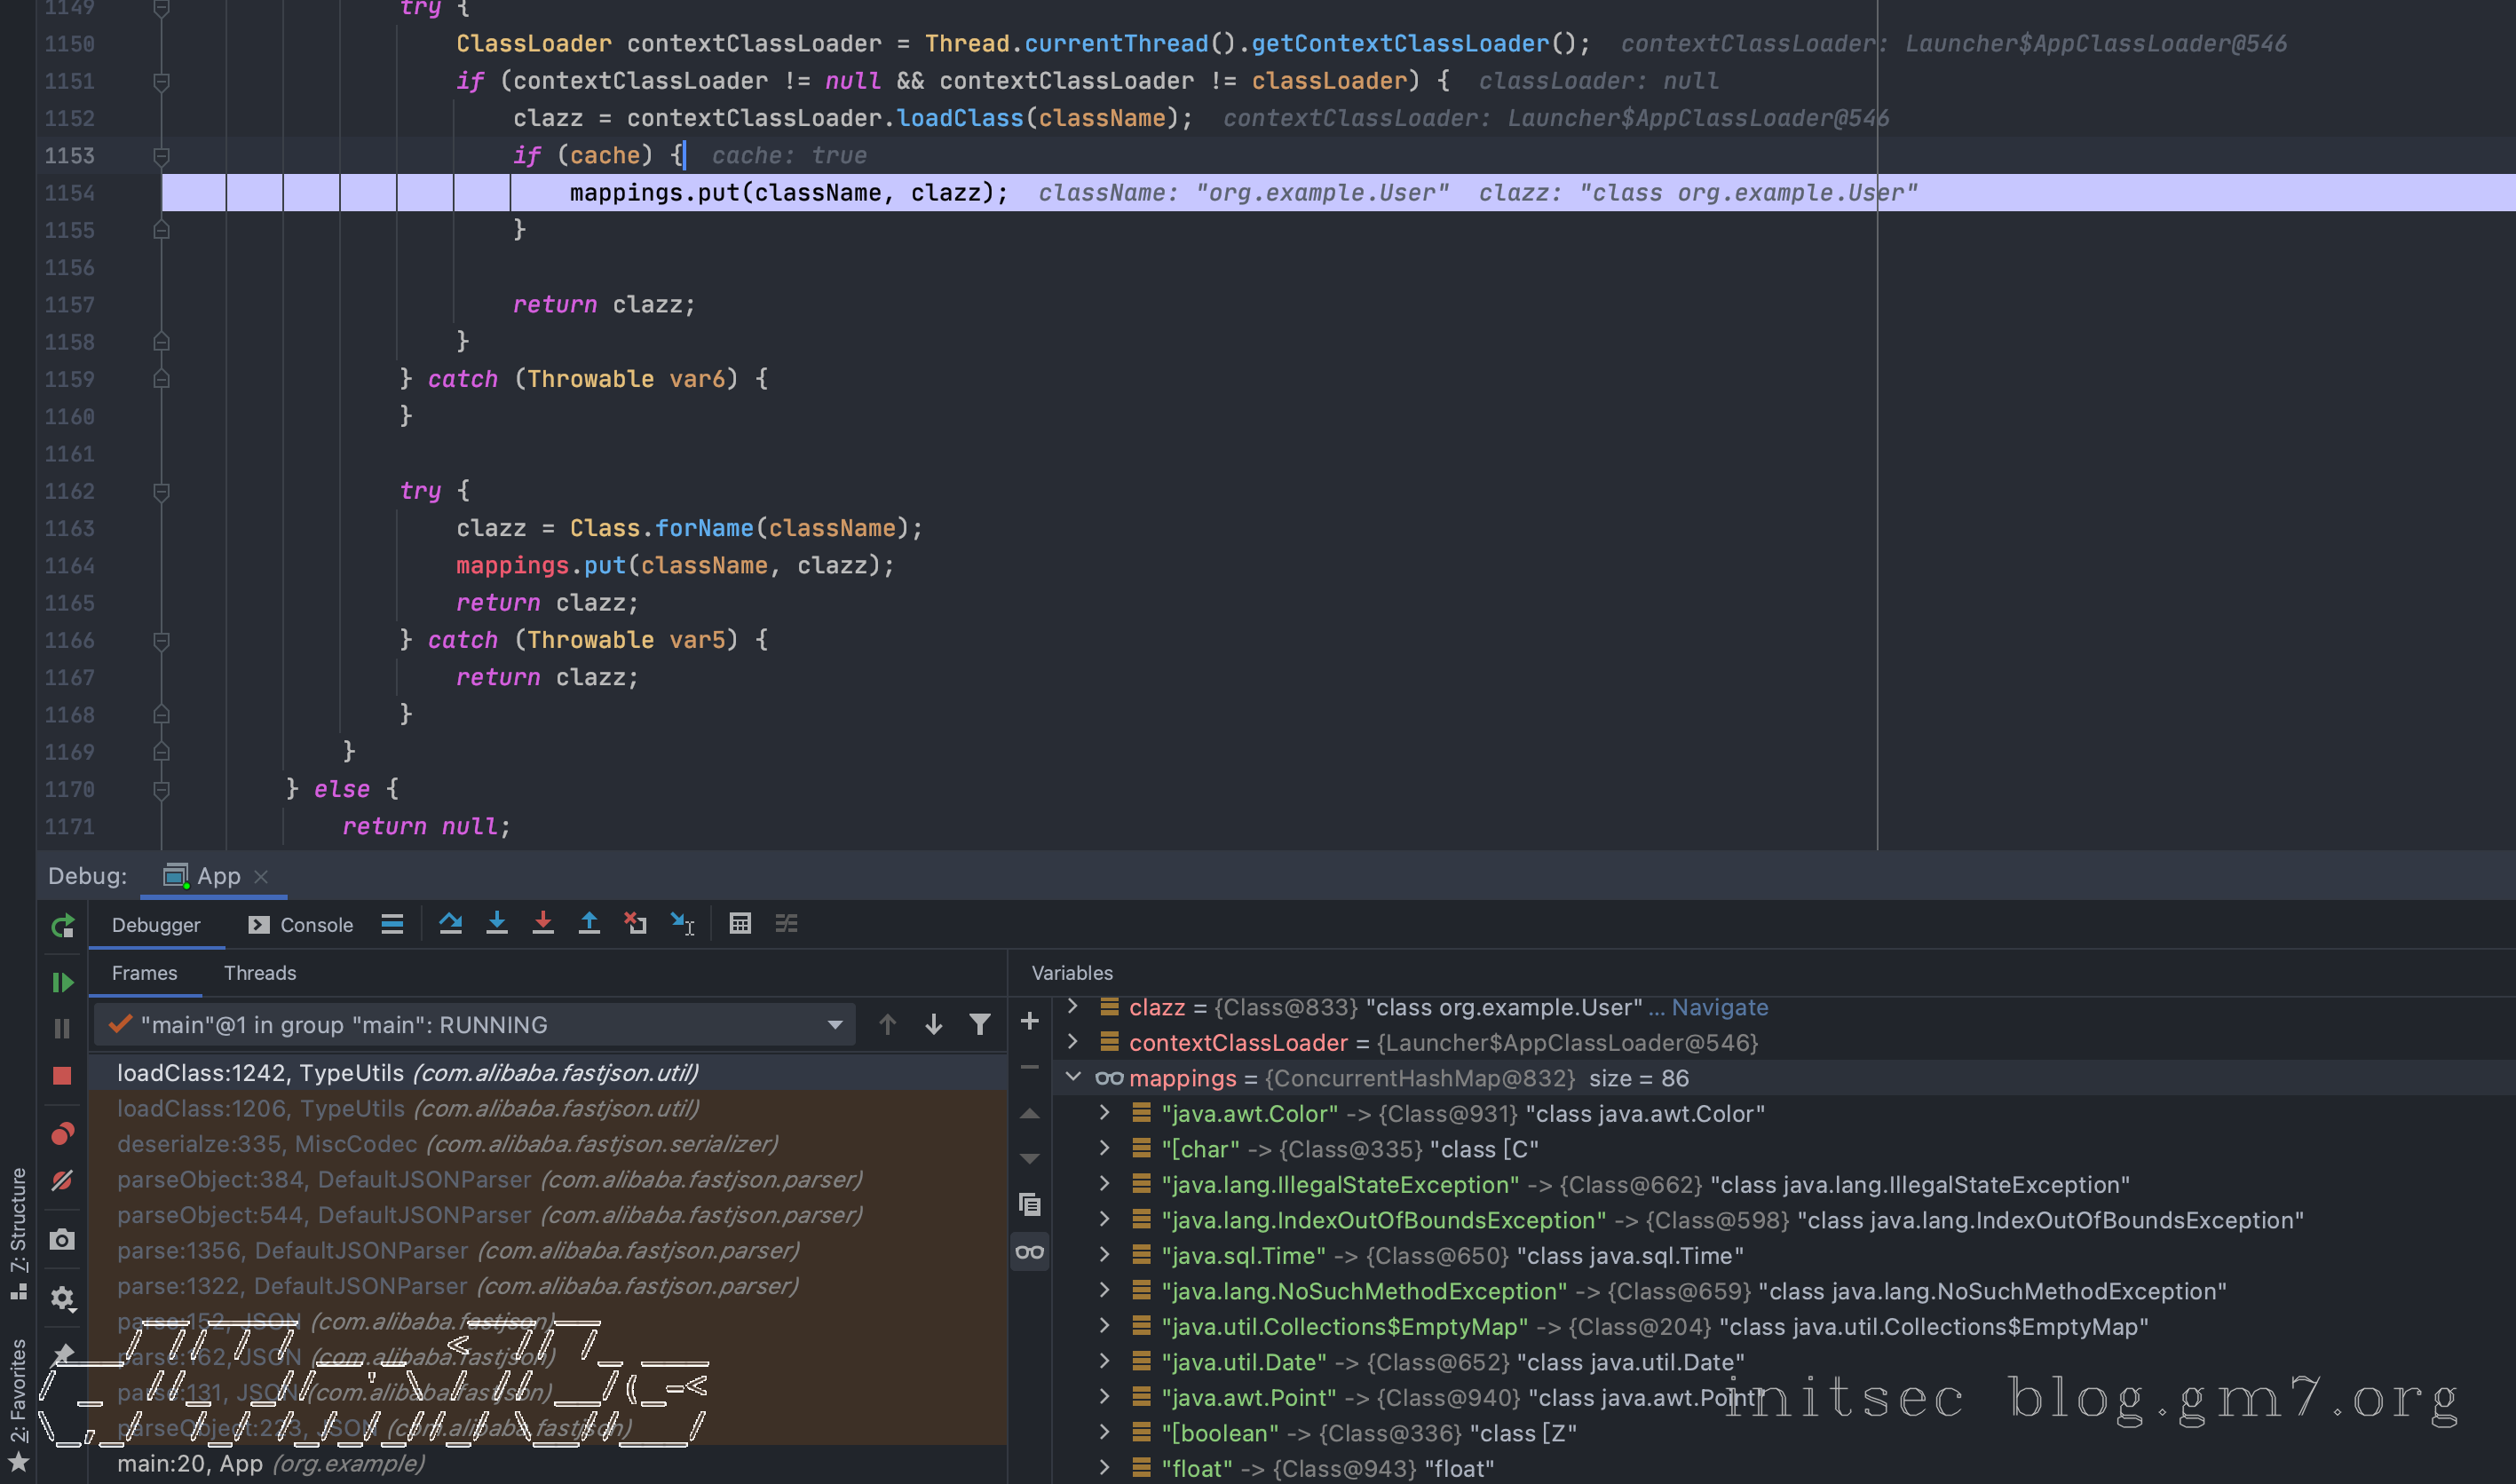 1149 try {
1150 ClassLoader contextClassLoader = Thread.currentThread().getContextClassLoader(); contextClassLoader: Launcher$AppClassLoader@546
1151 if (contextClassLoader != null && contextClassLoader != classLoader) { classLoader: null
1152 clazz = contextClassLoader.loadClass(className); contextClassLoader: Launcher$AppClassLoader@546
1153 if (cache) { cache: true
1154 mappings.put(className, clazz); className: "org.example.User" clazz: "class org.example.User"
1155 }
1156
1157 return clazz;
1158 }
1159 } catch (Throwable var6) {
1160 }
1161
1162 try {
1163 clazz = Class.forName(className);
1164 mappings.put(className, clazz);
1165 return clazz;
1166 } catch (Throwable var5) {
1167 return clazz;
1168 }
1169 }
1170 } else {
1171 return null;
Debug: App
Debugger Console
Frames Threads
"main"@1 in group "main": RUNNING
loadClass:1242, TypeUtils (com.alibaba.fastjson.util)
loadClass:1206, TypeUtils (com.alibaba.fastjson.util)
deserialze:335, MiscCodec (com.alibaba.fastjson.serializer)
parseObject:384, DefaultJSONParser (com.alibaba.fastjson.parser)
parseObject:544, DefaultJSONParser (com.alibaba.fastjson.parser)
parse:1356, DefaultJSONParser (com.alibaba.fastjson.parser)
parse:1322, DefaultJSONParser (com.alibaba.fastjson.parser)
parse:152, JSON (com.alibaba.fastjson)
parse:162, JSON (com.alibaba.fastjson)
parse:131, JSON (com.alibaba.fastjson)
parseObject:223, JSON (com.alibaba.fastjson)
main:20, App (org.example)
Variables
clazz = {Class@833} "class org.example.User" ... Navigate
contextClassLoader = {Launcher$AppClassLoader@546}
mappings = {ConcurrentHashMap@832} size = 86
"java.awt.Color" -> {Class@931} "class java.awt.Color"
"[char" -> {Class@335} "class [C"
"java.lang.IllegalStateException" -> {Class@662} "class java.lang.IllegalStateException"
"java.lang.IndexOutOfBoundsException" -> {Class@598} "class java.lang.IndexOutOfBoundsException"
"java.sql.Time" -> {Class@650} "class java.sql.Time"
"java.lang.NoSuchMethodException" -> {Class@659} "class java.lang.NoSuchMethodException"
"java.util.Collections$EmptyMap" -> {Class@204} "class java.util.Collections$EmptyMap"
"java.util.Date" -> {Class@652} "class java.util.Date"
"java.awt.Point" -> {Class@940} "class java.awt.Point"
"[boolean" -> {Class@336} "class [Z"
"float" -> {Class@943} "float"
Z: Structure
2: Favorites
initsec blog.gm7.org